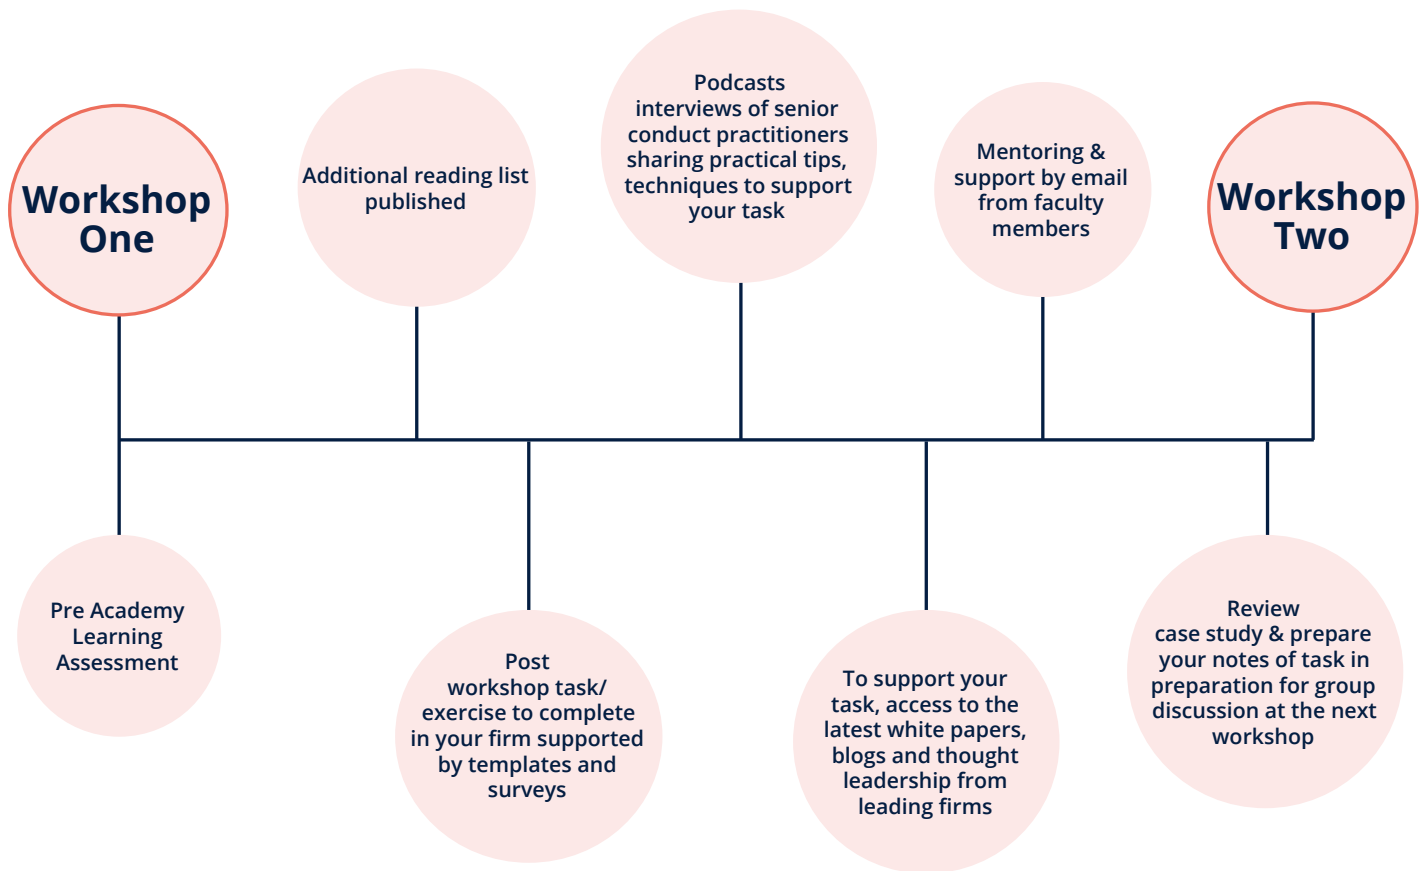 Workshop
One
Additional reading list
published
Podcasts
interviews of senior
conduct practitioners
sharing practical tips,
techniques to support
your task
Mentoring &
support by email
from faculty
members
Workshop
Two
Pre Academy
Learning
Assessment
Post
workshop task/
exercise to complete
in your firm supported
by templates and
surveys
To support your
task, access to the
latest white papers,
blogs and thought
leadership from
leading firms
Review
case study & prepare
your notes of task in
preparation for group
discussion at the next
workshop